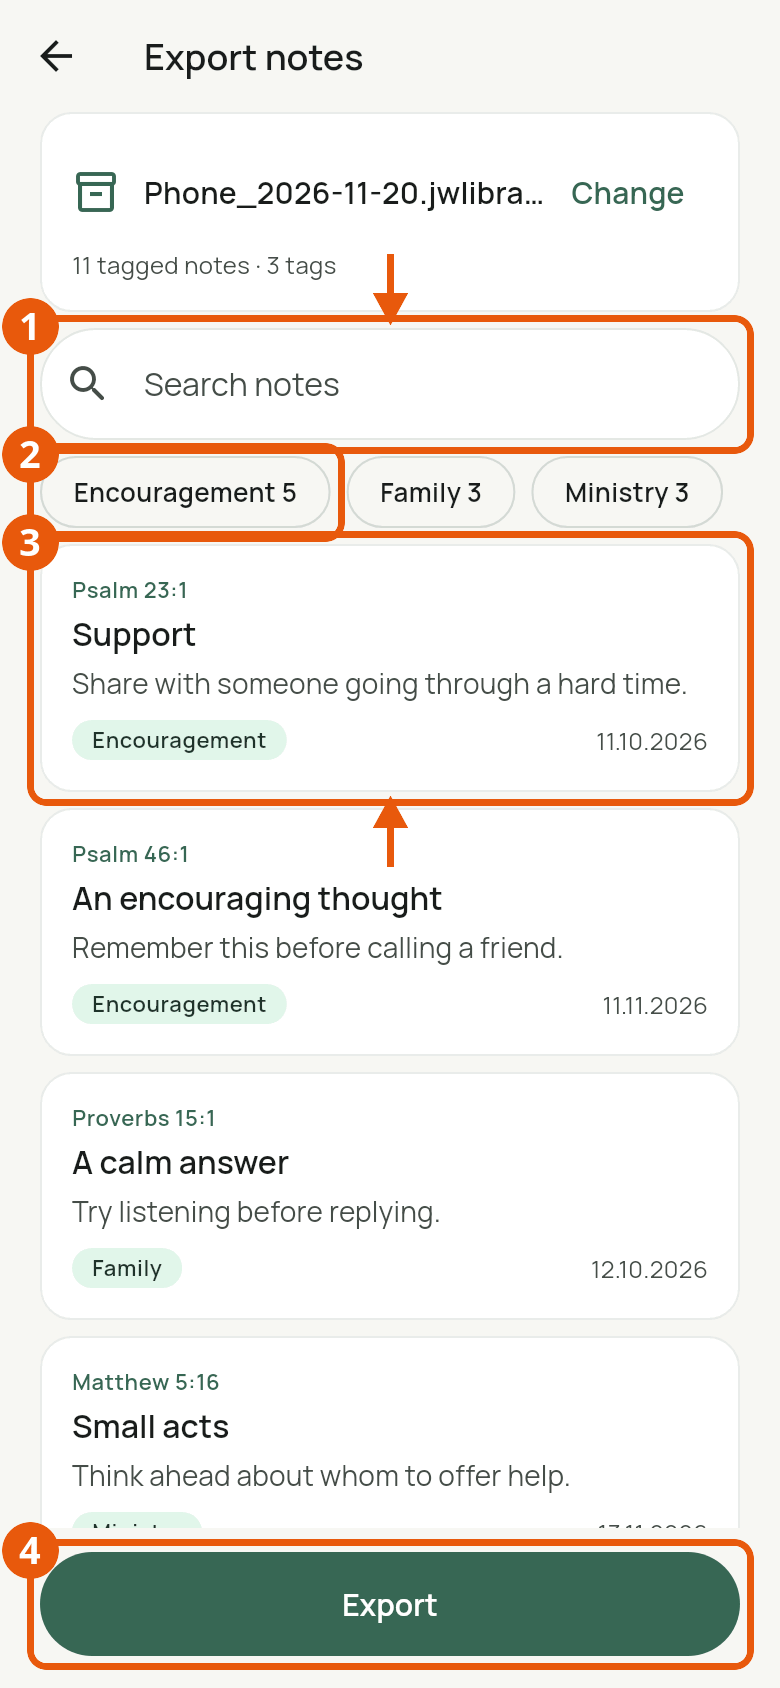 Export notes
Phone_2026-11-20.jwlibra... Change
11 tagged notes · 3 tags
1
Search notes
2
Encouragement 5 Family 3 Ministry 3
3
Psalm 23:1
Support
Share with someone going through a hard time.
Encouragement 11.10.2026
Psalm 46:1
An encouraging thought
Remember this before calling a friend.
Encouragement 11.11.2026
Proverbs 15:1
A calm answer
Try listening before replying.
Family 12.10.2026
Matthew 5:16
Small acts
Think ahead about whom to offer help.
4
Export